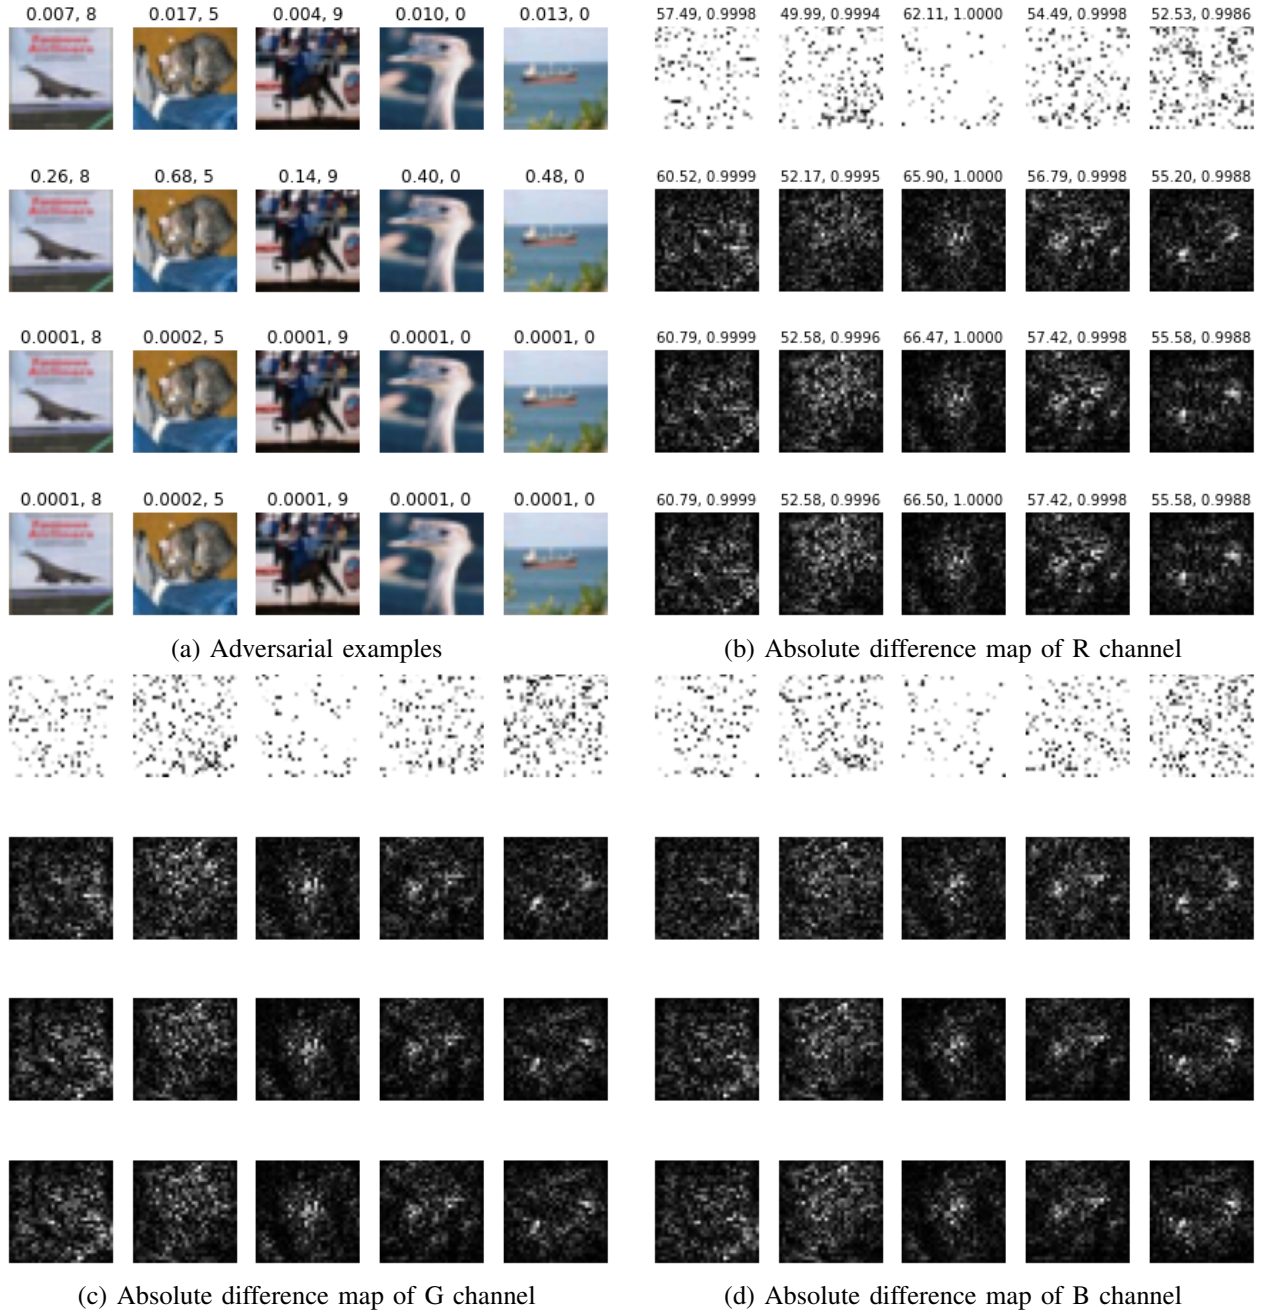 0.007, 8 0.017, 5 0.004, 9 0.010, 0 0.013, 0
Airliners
0.26, 8 0.68, 5 0.14, 9 0.40, 0 0.48, 0
Airliners
0.0001, 8 0.0002, 5 0.0001, 9 0.0001, 0 0.0001, 0
Airliners
0.0001, 8 0.0002, 5 0.0001, 9 0.0001, 0 0.0001, 0
Airliners
(a) Adversarial examples
57.49, 0.9998 49.99, 0.9994 62.11, 1.0000 54.49, 0.9998 52.53, 0.9986
60.52, 0.9999 52.17, 0.9995 65.90, 1.0000 56.79, 0.9998 55.20, 0.9988
60.79, 0.9999 52.58, 0.9996 66.47, 1.0000 57.42, 0.9998 55.58, 0.9988
60.79, 0.9999 52.58, 0.9996 66.50, 1.0000 57.42, 0.9998 55.58, 0.9988
(b) Absolute difference map of R channel
(c) Absolute difference map of G channel
(d) Absolute difference map of B channel